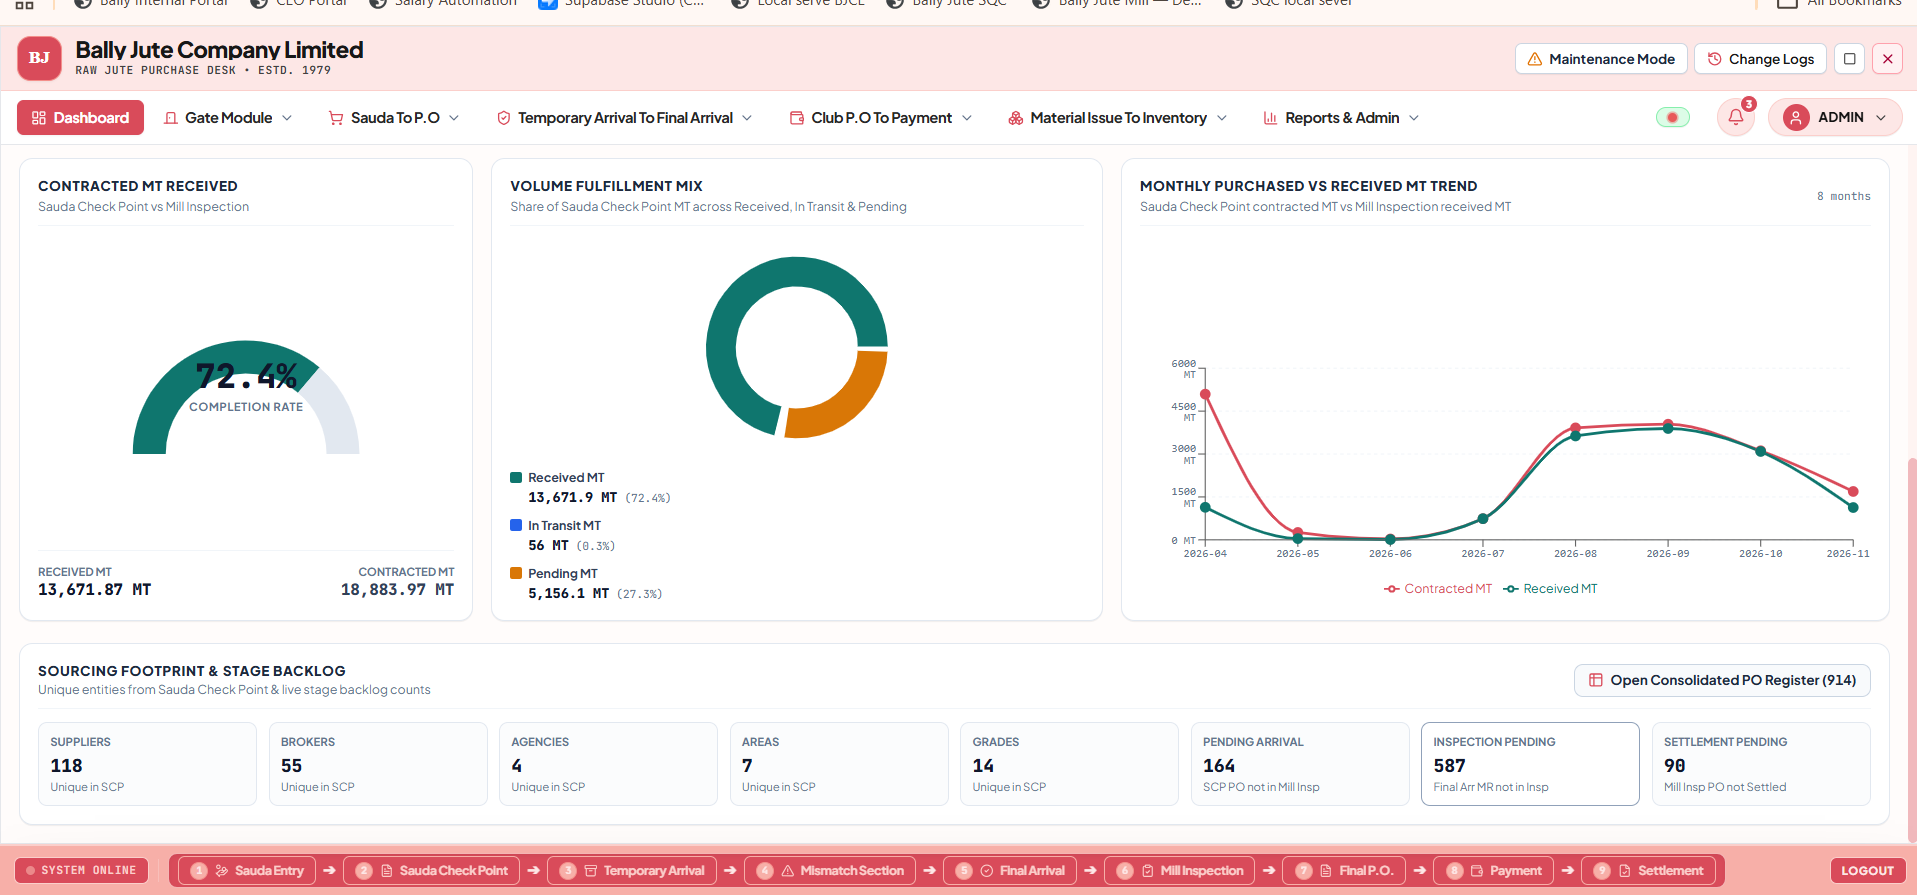 Bally Internal Portal
CEO Portal
Salary Automation
Supabase Studio (C...
Local serve BJCL
Bally Jute SQC
Bally Jute Mill — De...
SQC local sever
All Bookmarks
BJ
Bally Jute Company Limited
RAW JUTE PURCHASE DESK • ESTD. 1979
Maintenance Mode
Change Logs
Dashboard
Gate Module
Sauda To P.O
Temporary Arrival To Final Arrival
Club P.O To Payment
Material Issue To Inventory
Reports & Admin
3
ADMIN
CONTRACTED MT RECEIVED
Sauda Check Point vs Mill Inspection
72.4%
COMPLETION RATE
RECEIVED MT
13,671.87 MT
CONTRACTED MT
18,883.97 MT
VOLUME FULFILLMENT MIX
Share of Sauda Check Point MT across Received, In Transit & Pending
Received MT
13,671.9 MT (72.4%)
In Transit MT
56 MT (0.3%)
Pending MT
5,156.1 MT (27.3%)
MONTHLY PURCHASED VS RECEIVED MT TREND
Sauda Check Point contracted MT vs Mill Inspection received MT
8 months
6000
MT
4500
MT
3000
MT
1500
MT
0 MT
2026-04 2026-05 2026-06 2026-07 2026-08 2026-09 2026-10 2026-11
Contracted MT Received MT
SOURCING FOOTPRINT & STAGE BACKLOG
Unique entities from Sauda Check Point & live stage backlog counts
Open Consolidated PO Register (914)
SUPPLIERS
118
Unique in SCP
BROKERS
55
Unique in SCP
AGENCIES
4
Unique in SCP
AREAS
7
Unique in SCP
GRADES
14
Unique in SCP
PENDING ARRIVAL
164
SCP PO not in Mill Insp
INSPECTION PENDING
587
Final Arr MR not in Insp
SETTLEMENT PENDING
90
Mill Insp PO not Settled
SYSTEM ONLINE
1 Sauda Entry
2 Sauda Check Point
3 Temporary Arrival
4 Mismatch Section
5 Final Arrival
6 Mill Inspection
7 Final P.O.
8 Payment
9 Settlement
LOGOUT